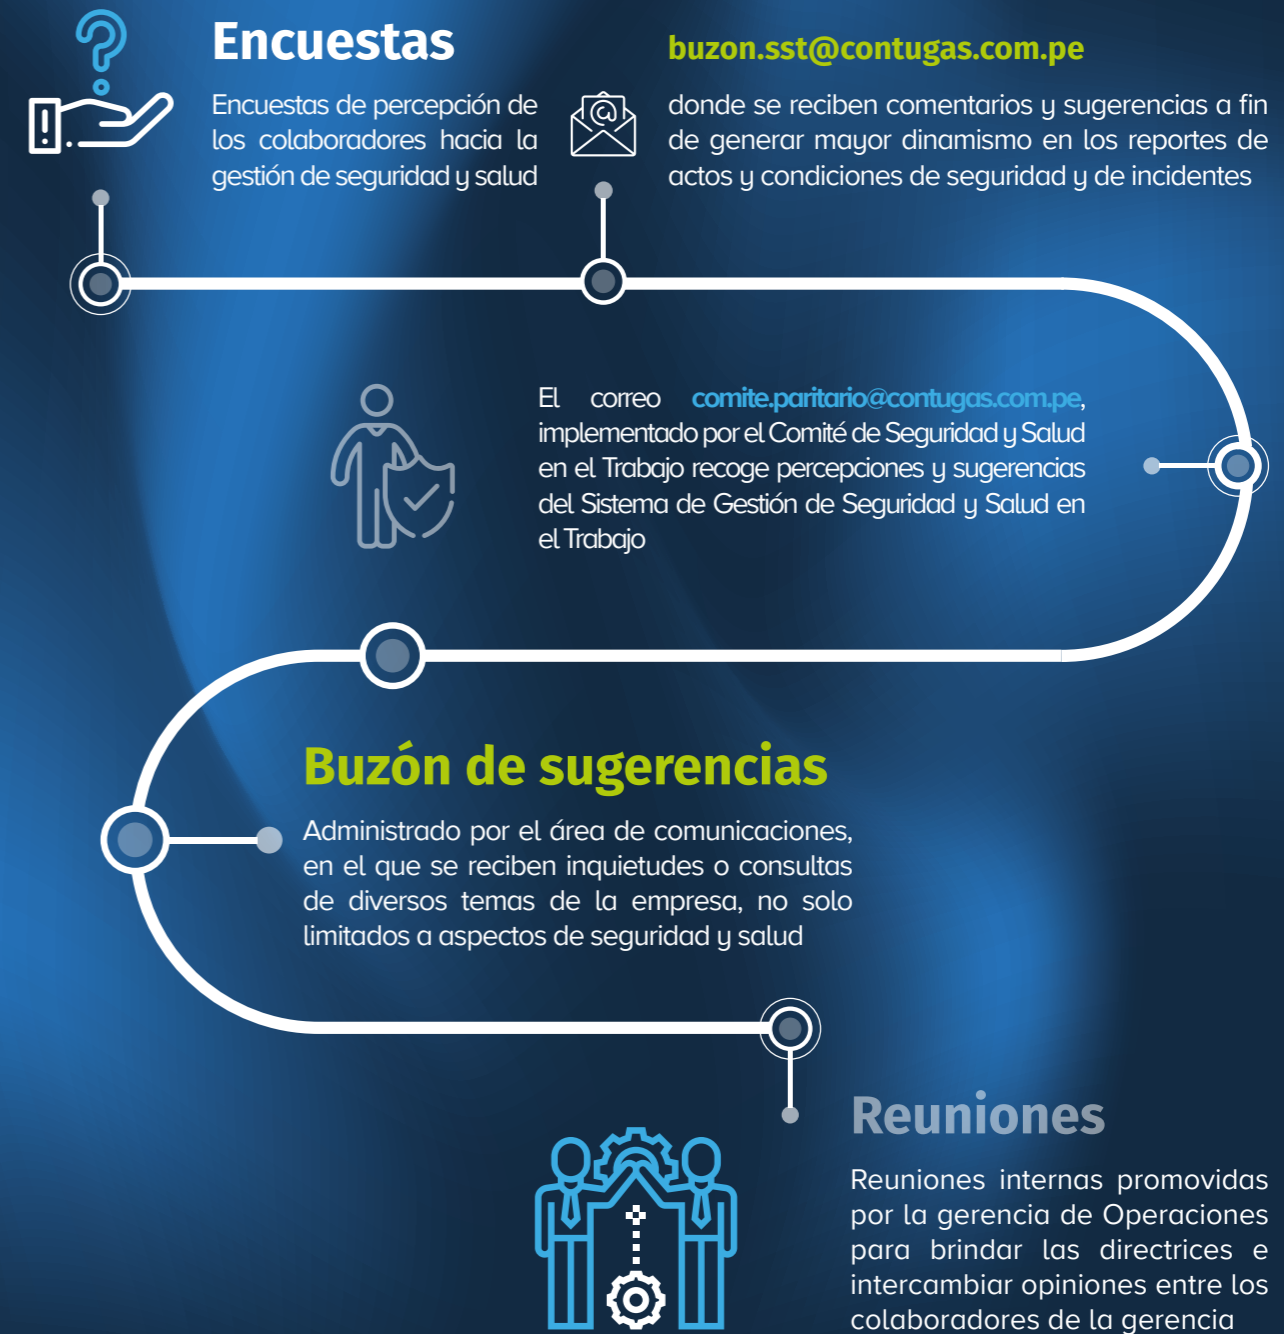 Encuestas
Encuestas de percepción de
los colaboradores hacia la
gestión de seguridad y salud
buzon.sst@contugas.com.pe
donde se reciben comentarios y sugerencias a fin
de generar mayor dinamismo en los reportes de
actos y condiciones de seguridad y de incidentes
El correo comite.paritario@contugas.com.pe,
implementado por el Comité de Seguridad y Salud
en el Trabajo recoge percepciones y sugerencias
del Sistema de Gestión de Seguridad y Salud en
el Trabajo
Buzón de sugerencias
Administrado por el área de comunicaciones,
en el que se reciben inquietudes o consultas
de diversos temas de la empresa, no solo
limitados a aspectos de seguridad y salud
Reuniones
Reuniones internas promovidas
por la gerencia de Operaciones
para brindar las directrices e
intercambiar opiniones entre los
colaboradores de la gerencia